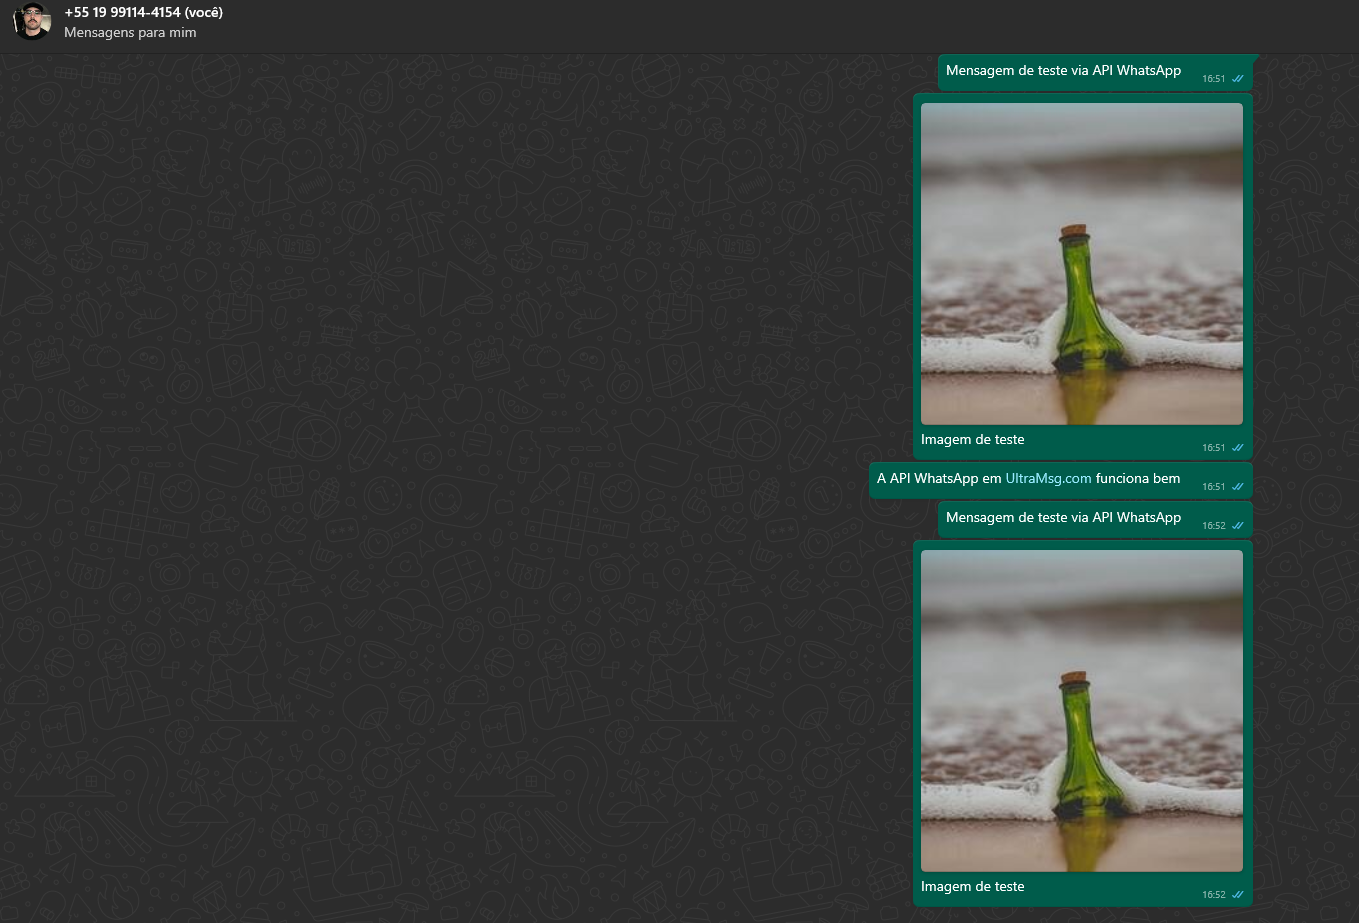 +55 19 99114-4154 (você)
Mensagens para mim
Mensagem de teste via API WhatsApp
16:51
Imagem de teste
16:51
A API WhatsApp em UltraMsg.com funciona bem
16:51
Mensagem de teste via API WhatsApp
16:52
Imagem de teste
16:52